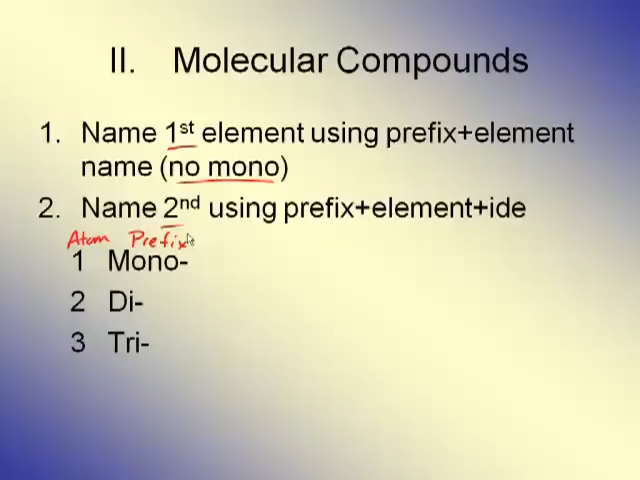 II. Molecular Compounds
1. Name 1st element using prefix+element
name (no mono)
2. Name 2nd using prefix+element+ide
Atom Prefix
1 Mono-
2 Di-
3 Tri-